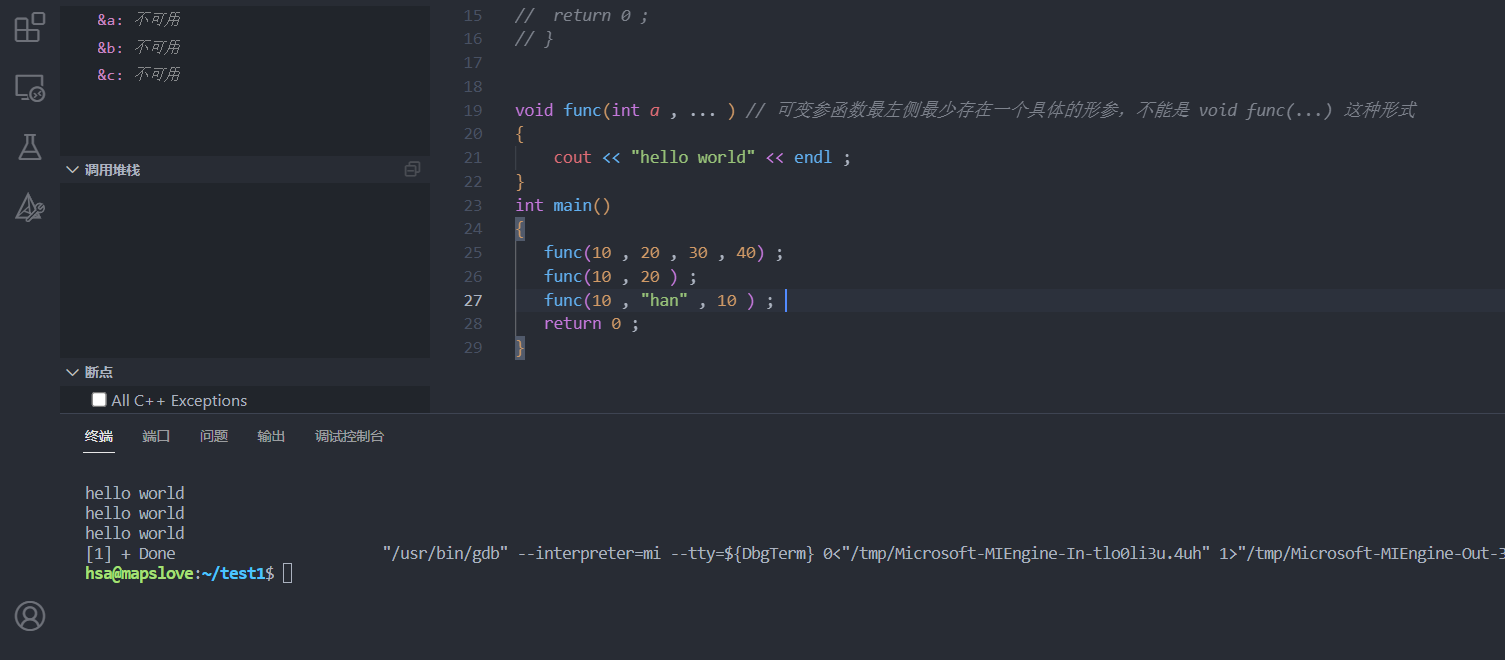 &a: 不可用
&b: 不可用
&c: 不可用
调用堆栈
断点
All C++ Exceptions
15 //  return 0 ;
16 // }
17
18
19 void func(int a , ... ) // 可变参函数最左侧最少存在一个具体的形参，不能是 void func(...) 这种形式
20 {
21     cout << "hello world" << endl ;
22 }
23 int main()
24 {
25    func(10 , 20 , 30 , 40) ;
26    func(10 , 20 ) ;
27    func(10 , "han" , 10 ) ;
28    return 0 ;
29 }
终端 端口 问题 输出 调试控制台
hello world
hello world
hello world
[1] + Done                       "/usr/bin/gdb" --interpreter=mi --tty=${DbgTerm} 0<"/tmp/Microsoft-MIEngine-In-tlo0li3u.4uh" 1>"/tmp/Microsoft-MIEngine-Out-3
hsa@mapslove:~/test1$